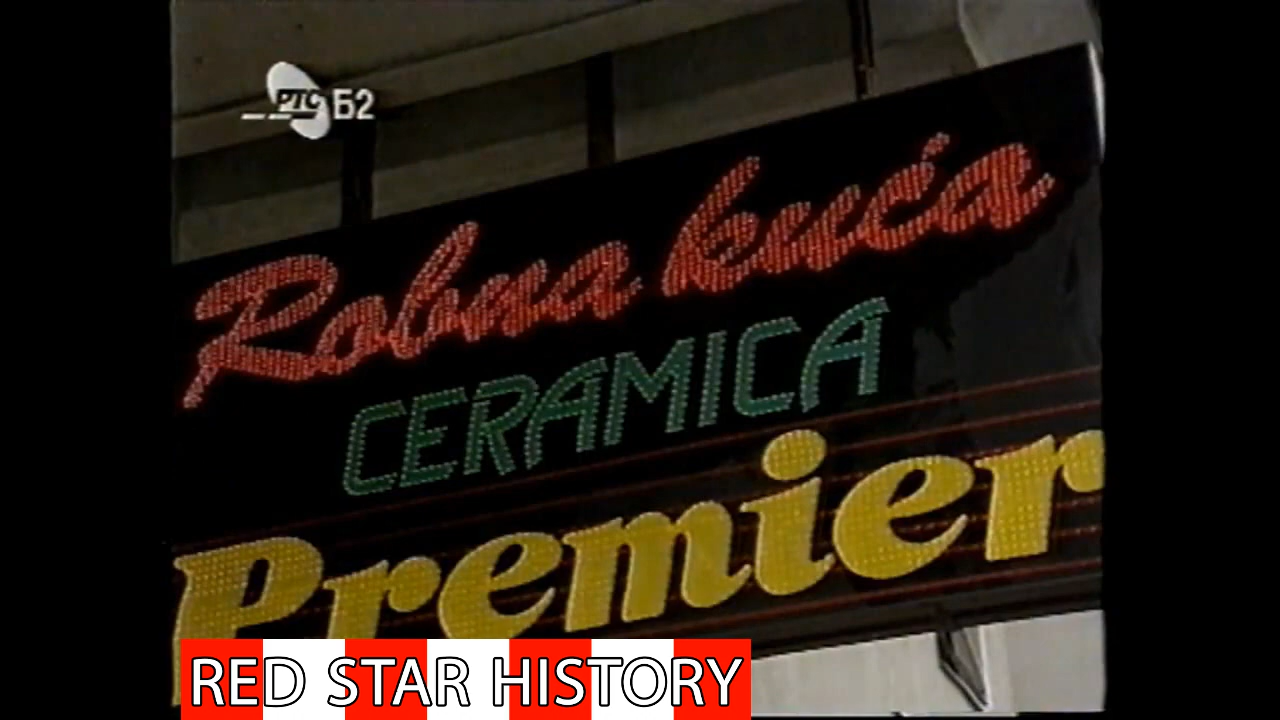 РТС Б2
Robna kuća
CERAMICA
Premier
RED STAR HISTORY